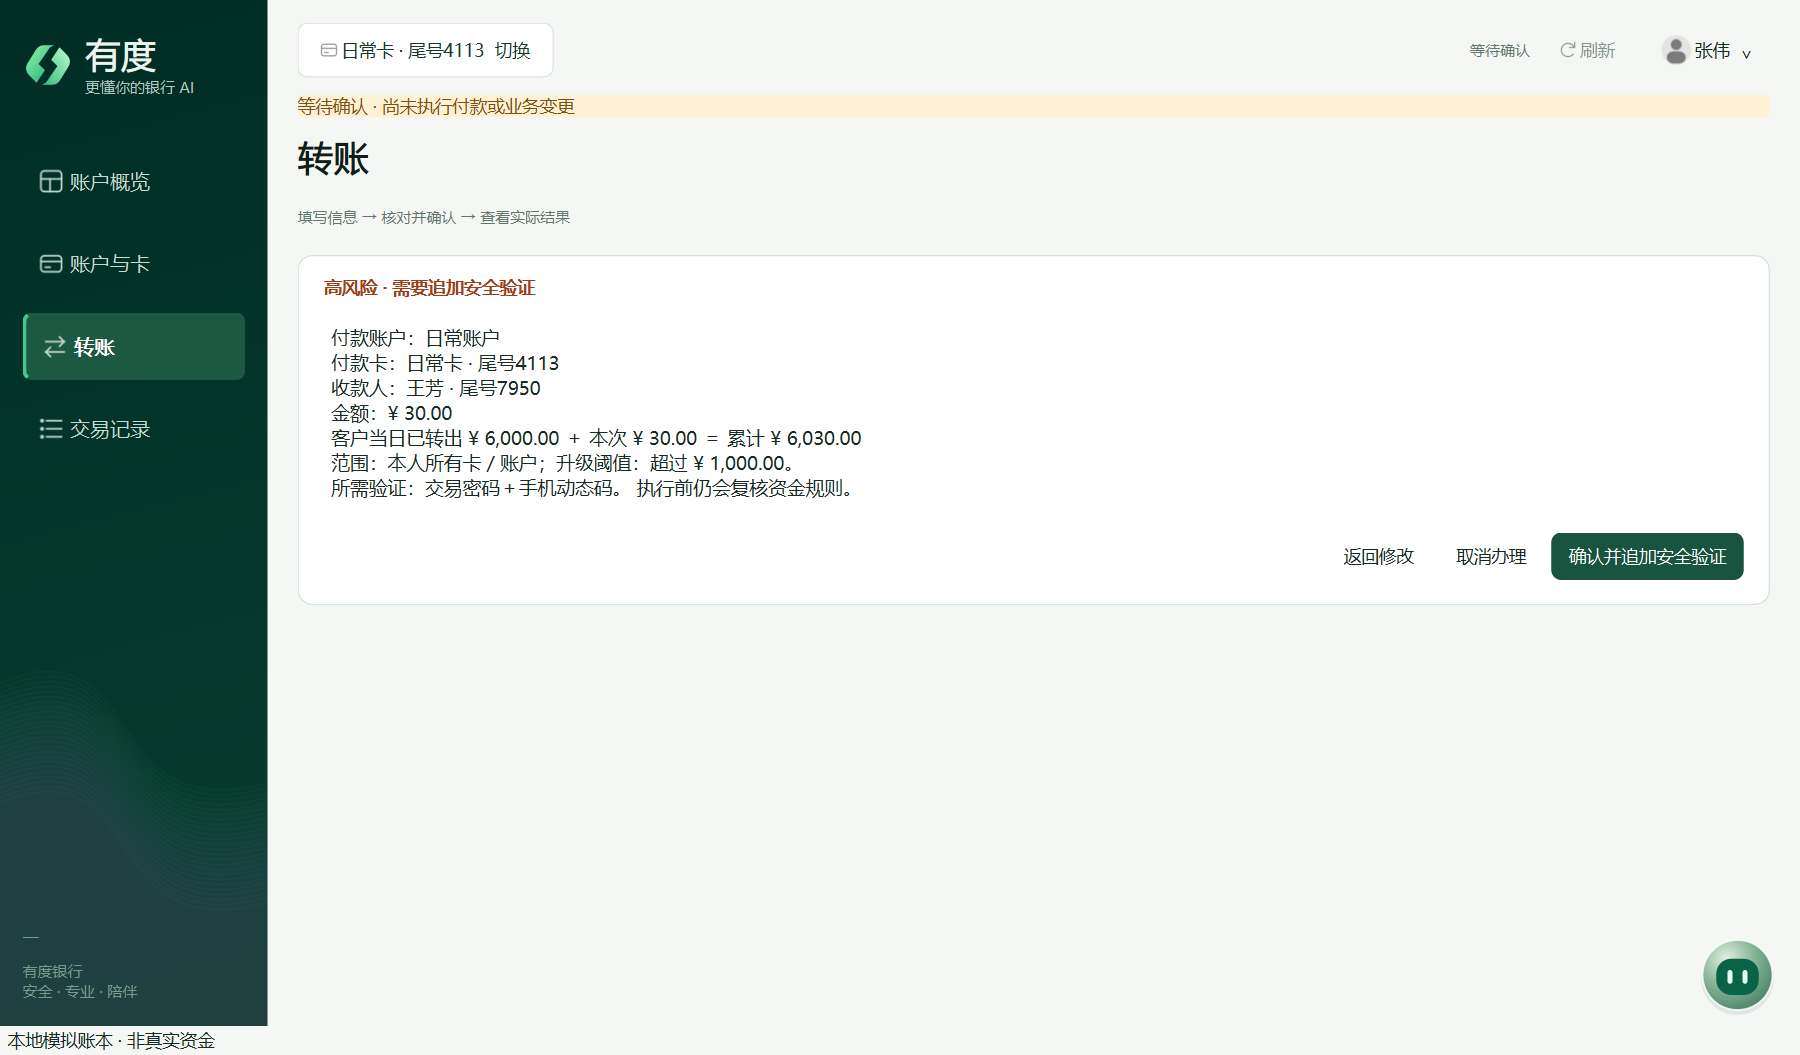 有度
更懂你的银行 AI
账户概览
账户与卡
转账
交易记录
—
有度银行
安全 · 专业 · 陪伴
本地模拟账本 · 非真实资金
日常卡 · 尾号4113 切换
等待确认
刷新
张伟
等待确认 · 尚未执行付款或业务变更
转账
填写信息 → 核对并确认 → 查看实际结果
高风险 · 需要追加安全验证
付款账户：日常账户
付款卡：日常卡 · 尾号4113
收款人：王芳 · 尾号7950
金额：¥ 30.00
客户当日已转出 ¥ 6,000.00 + 本次 ¥ 30.00 = 累计 ¥ 6,030.00
范围：本人所有卡 / 账户；升级阈值：超过 ¥ 1,000.00。
所需验证：交易密码 + 手机动态码。 执行前仍会复核资金规则。
返回修改
取消办理
确认并追加安全验证